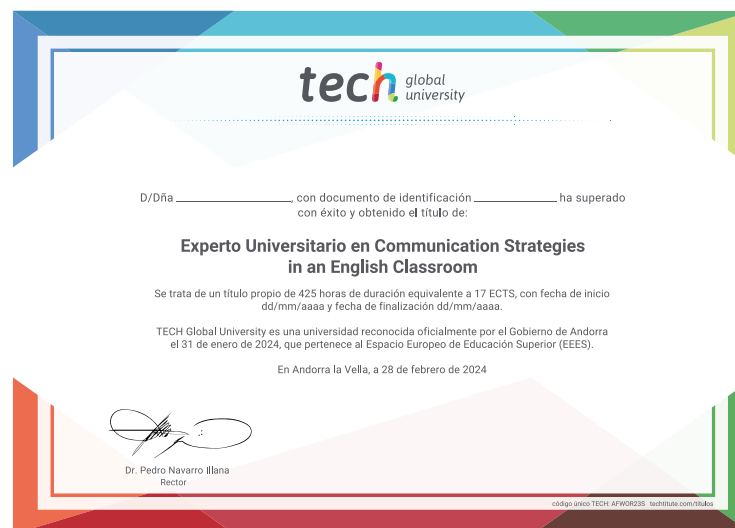 tech global university
D/Dña ____________________, con documento de identificación ______________ ha superado
con éxito y obtenido el título de:
Experto Universitario en Communication Strategies
in an English Classroom
Se trata de un título propio de 425 horas de duración equivalente a 17 ECTS, con fecha de inicio
dd/mm/aaaa y fecha de finalización dd/mm/aaaa.
TECH Global University es una universidad reconocida oficialmente por el Gobierno de Andorra
el 31 de enero de 2024, que pertenece al Espacio Europeo de Educación Superior (EEES).
En Andorra la Vella, a 28 de febrero de 2024
Dr. Pedro Navarro Illana
Rector
código único TECH: AFWOR23S techtitute.com/titulos